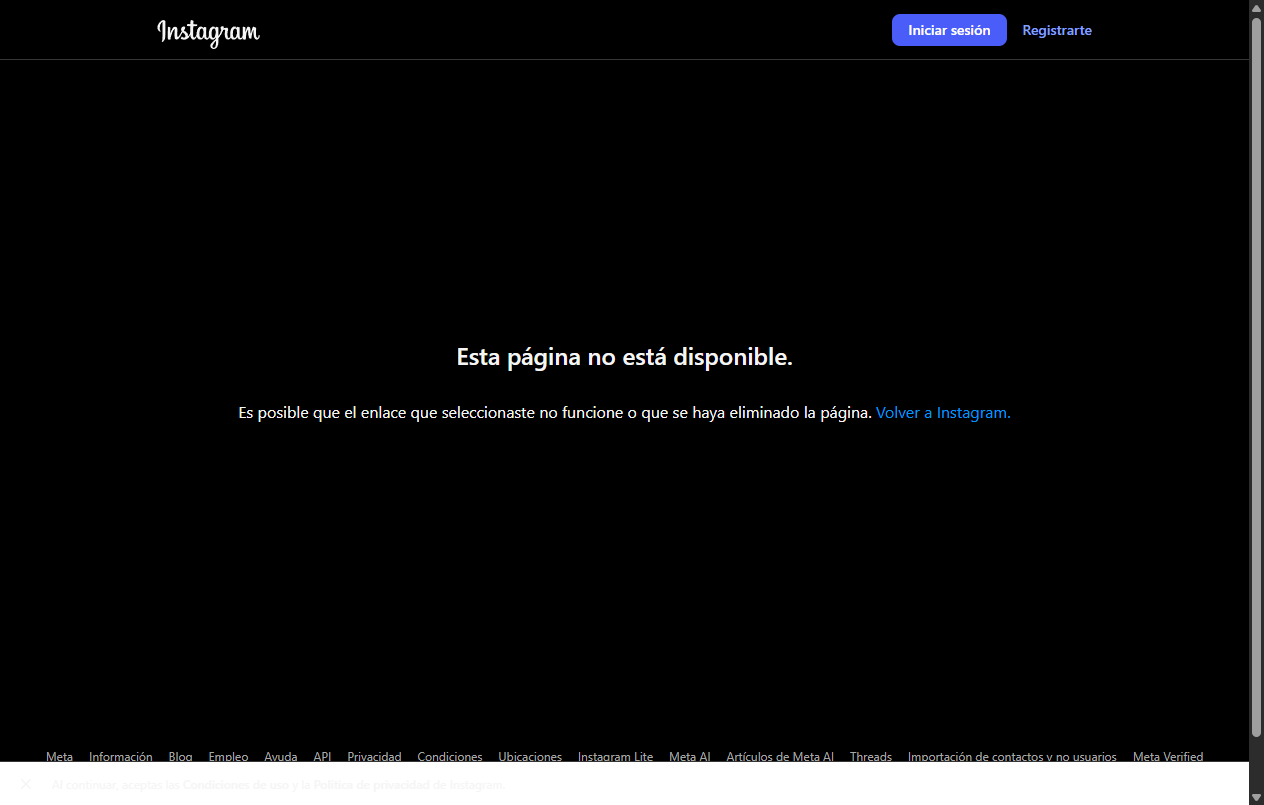 Instagram
Iniciar sesión
Registrarte
Esta página no está disponible.
Es posible que el enlace que seleccionaste no funcione o que se haya eliminado la página. Volver a Instagram.
Meta Información Blog Empleo Ayuda API Privacidad Condiciones Ubicaciones Instagram Lite Meta AI Artículos de Meta AI Threads Importación de contactos y no usuarios Meta Verified
Al continuar, aceptas las Condiciones de uso y la Política de privacidad de Instagram.